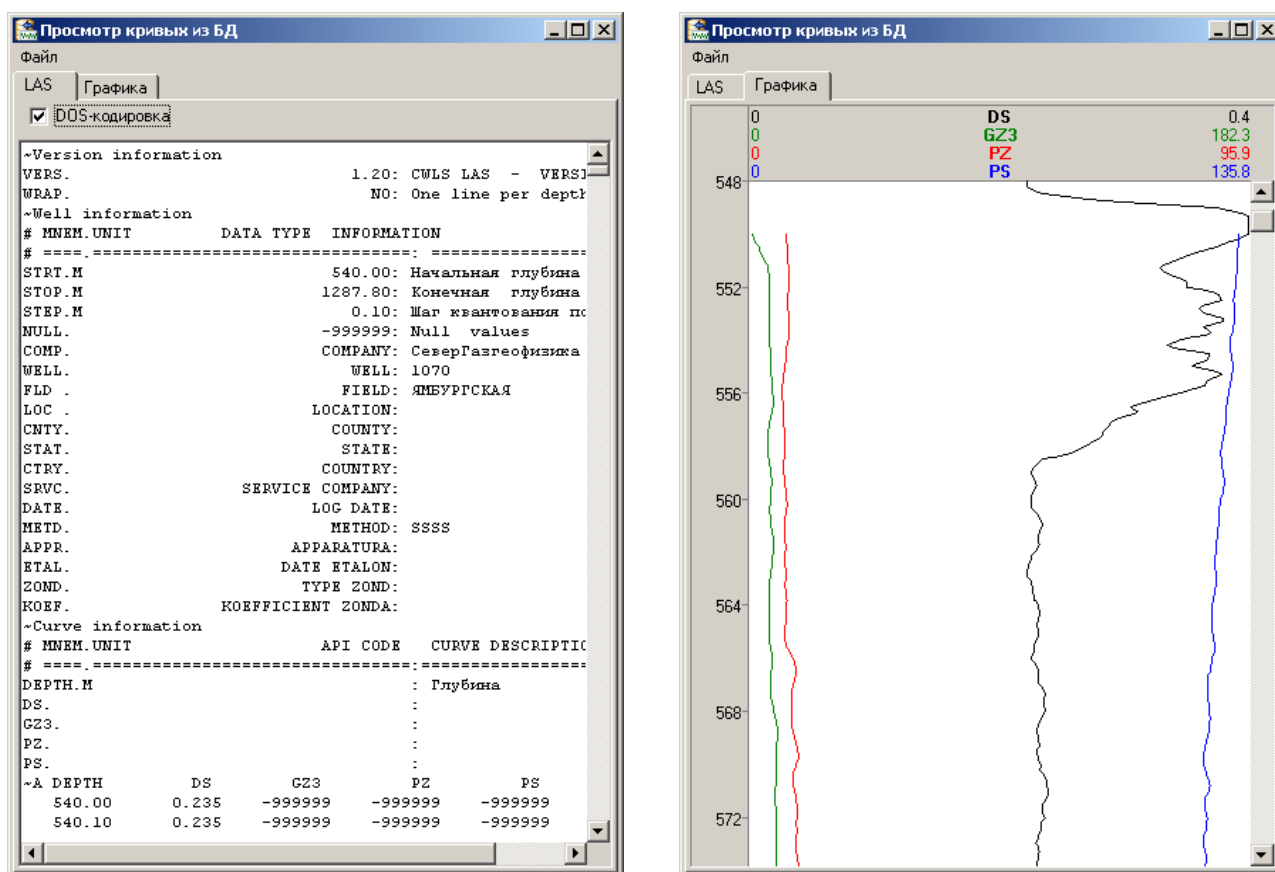 Просмотр кривых из БД
Файл
LAS Графика
DOS-кодировка
~Version information
VERS. 1.20: CWLS LAS - VERSI
WRAP. NO: One line per depth
~Well information
# MNEM.UNIT DATA TYPE INFORMATION
# ====.================================: =================
STRT.M 540.00: Начальная глубина
STOP.M 1287.80: Конечная глубина
STEP.M 0.10: Шаг квантования по
NULL. -999999: Null values
COMP. COMPANY: СеверГазгеофизика
WELL. WELL: 1070
FLD . FIELD: ЯМБУРГСКАЯ
LOC . LOCATION:
CNTY. COUNTY:
STAT. STATE:
CTRY. COUNTRY:
SRVC. SERVICE COMPANY:
DATE. LOG DATE:
METD. METHOD: SSSS
APPR. APPARATURA:
ETAL. DATE ETALON:
ZOND. TYPE ZOND:
KOEF. KOEFFICIENT ZONDA:
~Curve information
# MNEM.UNIT API CODE CURVE DESCRIPTIO
# ====.================================:==================
DEPTH.M : Глубина
DS. :
GZ3. :
PZ. :
PS. :
~A DEPTH DS GZ3 PZ PS
540.00 0.235 -999999 -999999 -999999
540.10 0.235 -999999 -999999 -999999
Просмотр кривых из БД
Файл
LAS Графика
0 DS 0.4
0 GZ3 182.3
0 PZ 95.9
0 PS 135.8
548
552
556
560
564
568
572